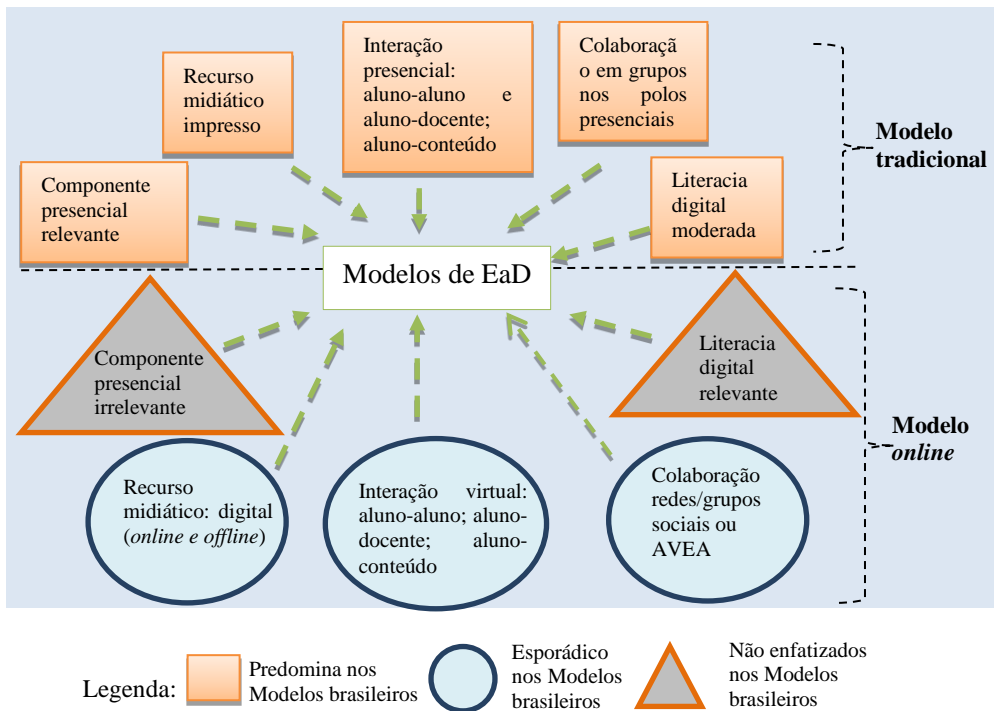 Componente
presencial
relevante
Recurso
midiático
impresso
Interação
presencial:
aluno-aluno e
aluno-docente;
aluno-conteúdo
Colaboraçã
o em grupos
nos polos
presenciais
Literacia
digital
moderada
Modelo
tradicional
Modelos de EaD
Componente
presencial
irrelevante
Literacia
digital
relevante
Recurso
midiático: digital
(online e offline)
Interação virtual:
aluno-aluno; aluno-
docente; aluno-
conteúdo
Colaboração
redes/grupos
sociais ou
AVEA
Modelo
online
Legenda:
Predomina nos
Modelos brasileiros
Esporádico
nos Modelos
brasileiros
Não enfatizados
nos Modelos
brasileiros